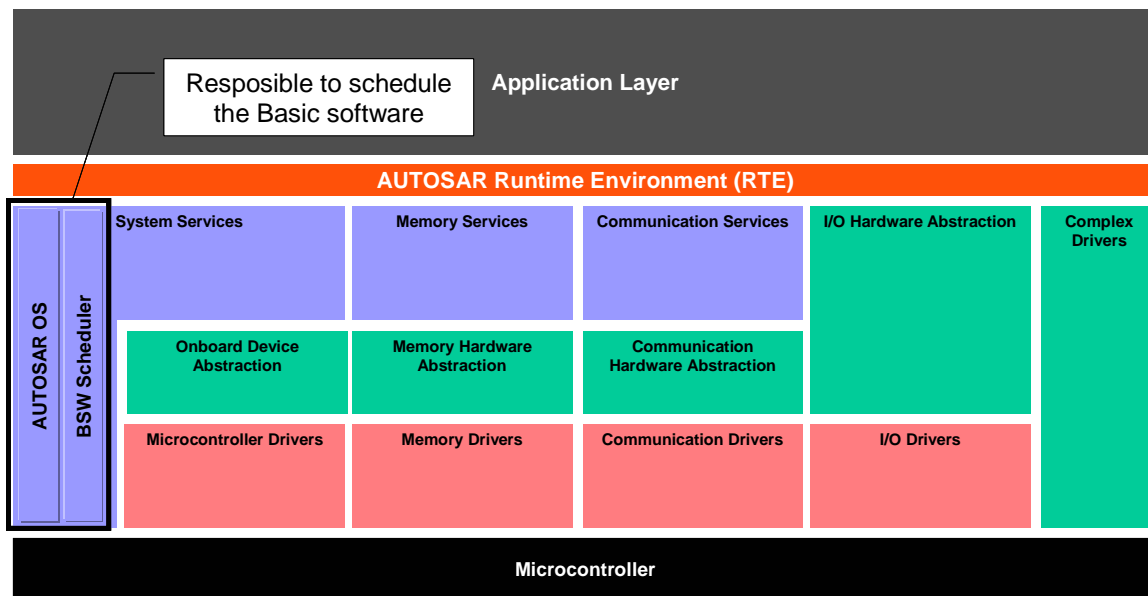 Resposible to schedule
the Basic software
Application Layer
AUTOSAR Runtime Environment (RTE)
AUTOSAR OS
BSW Scheduler
System Services
Memory Services
Communication Services
I/O Hardware Abstraction
Complex
Drivers
Onboard Device
Abstraction
Memory Hardware
Abstraction
Communication
Hardware Abstraction
Microcontroller Drivers
Memory Drivers
Communication Drivers
I/O Drivers
Microcontroller